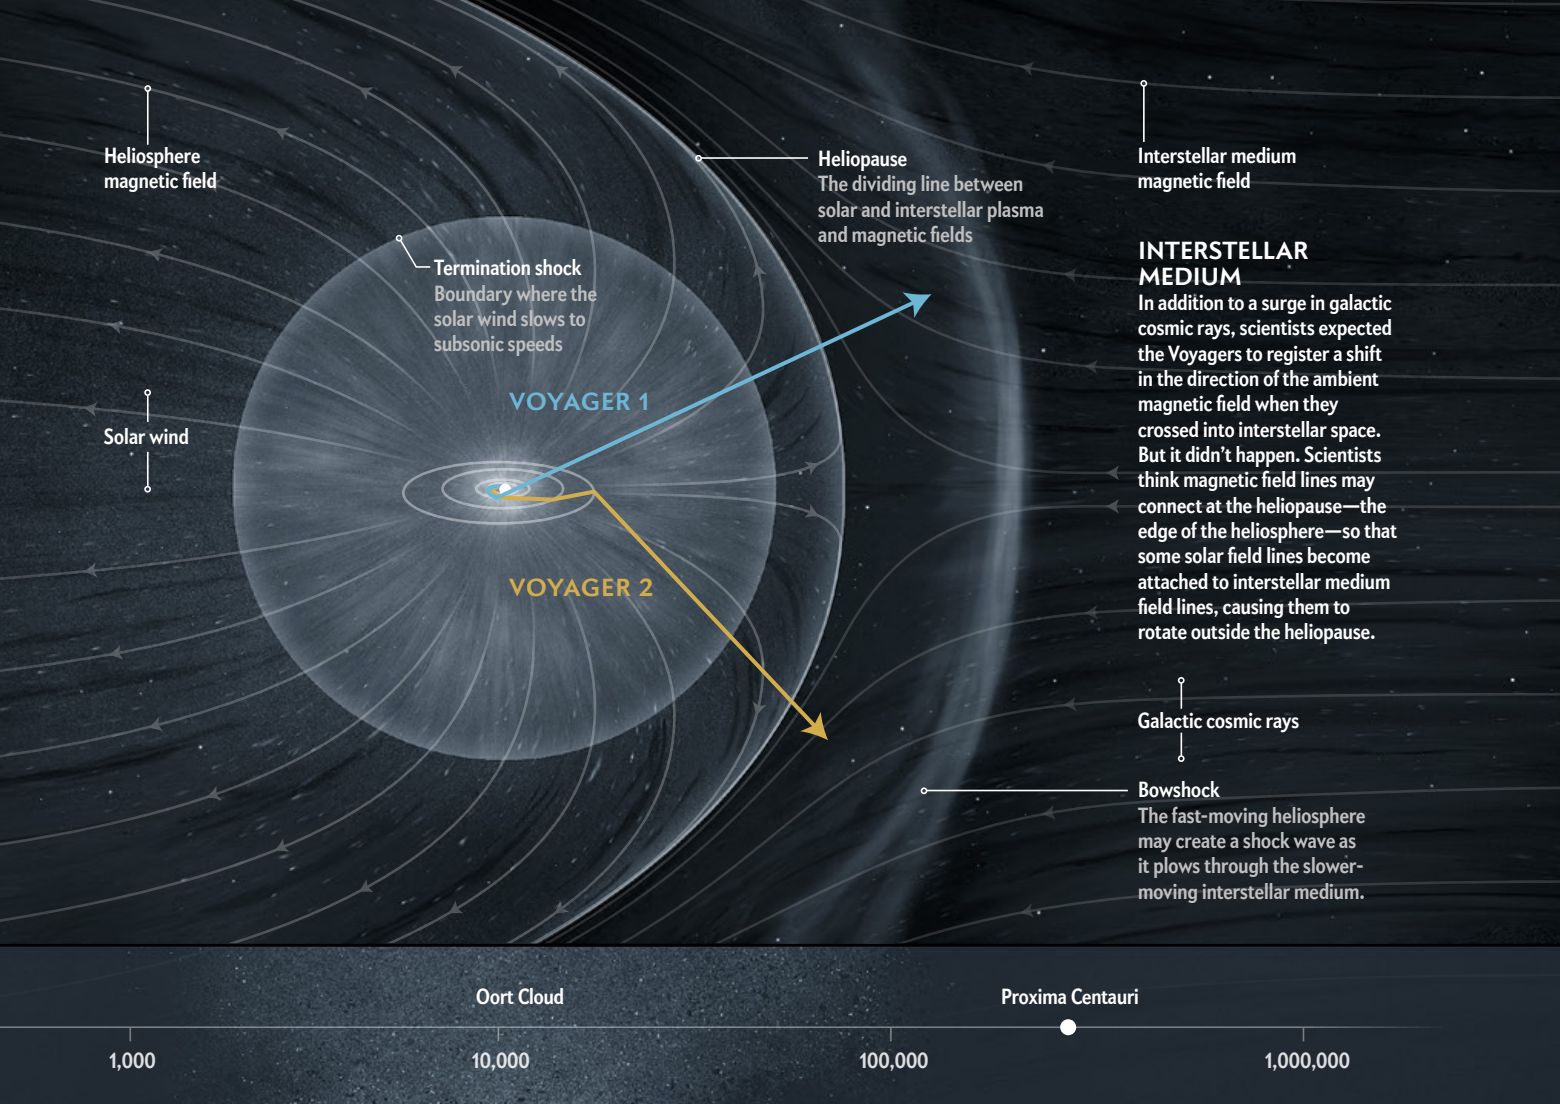 Heliosphere
magnetic field
Heliopause
The dividing line between
solar and interstellar plasma
and magnetic fields
Interstellar medium
magnetic field
Termination shock
Boundary where the
solar wind slows to
subsonic speeds
INTERSTELLAR
MEDIUM
In addition to a surge in galactic
cosmic rays, scientists expected
the Voyagers to register a shift
in the direction of the ambient
magnetic field when they
crossed into interstellar space.
But it didn’t happen. Scientists
think magnetic field lines may
connect at the heliopause—the
edge of the heliosphere—so that
some solar field lines become
attached to interstellar medium
field lines, causing them to
rotate outside the heliopause.
VOYAGER 1
Solar wind
VOYAGER 2
Galactic cosmic rays
Bowshock
The fast-moving heliosphere
may create a shock wave as
it plows through the slower-
moving interstellar medium.
Oort Cloud
Proxima Centauri
1,000
10,000
100,000
1,000,000